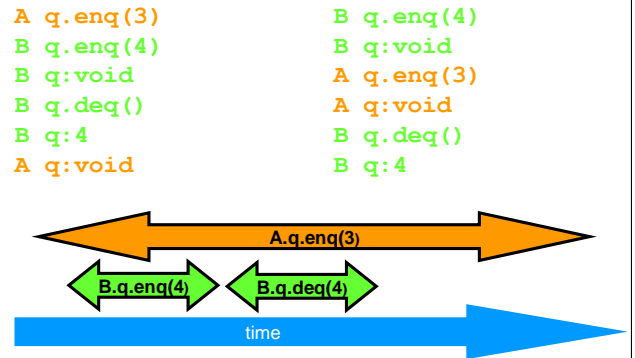 A q.enq(3)
B q.enq(4)
B q:void
B q.deq()
B q:4
A q:void
B q.enq(4)
B q:void
A q.enq(3)
A q:void
B q.deq()
B q:4
A.q.enq(3)
B.q.enq(4)
B.q.deq(4)
time